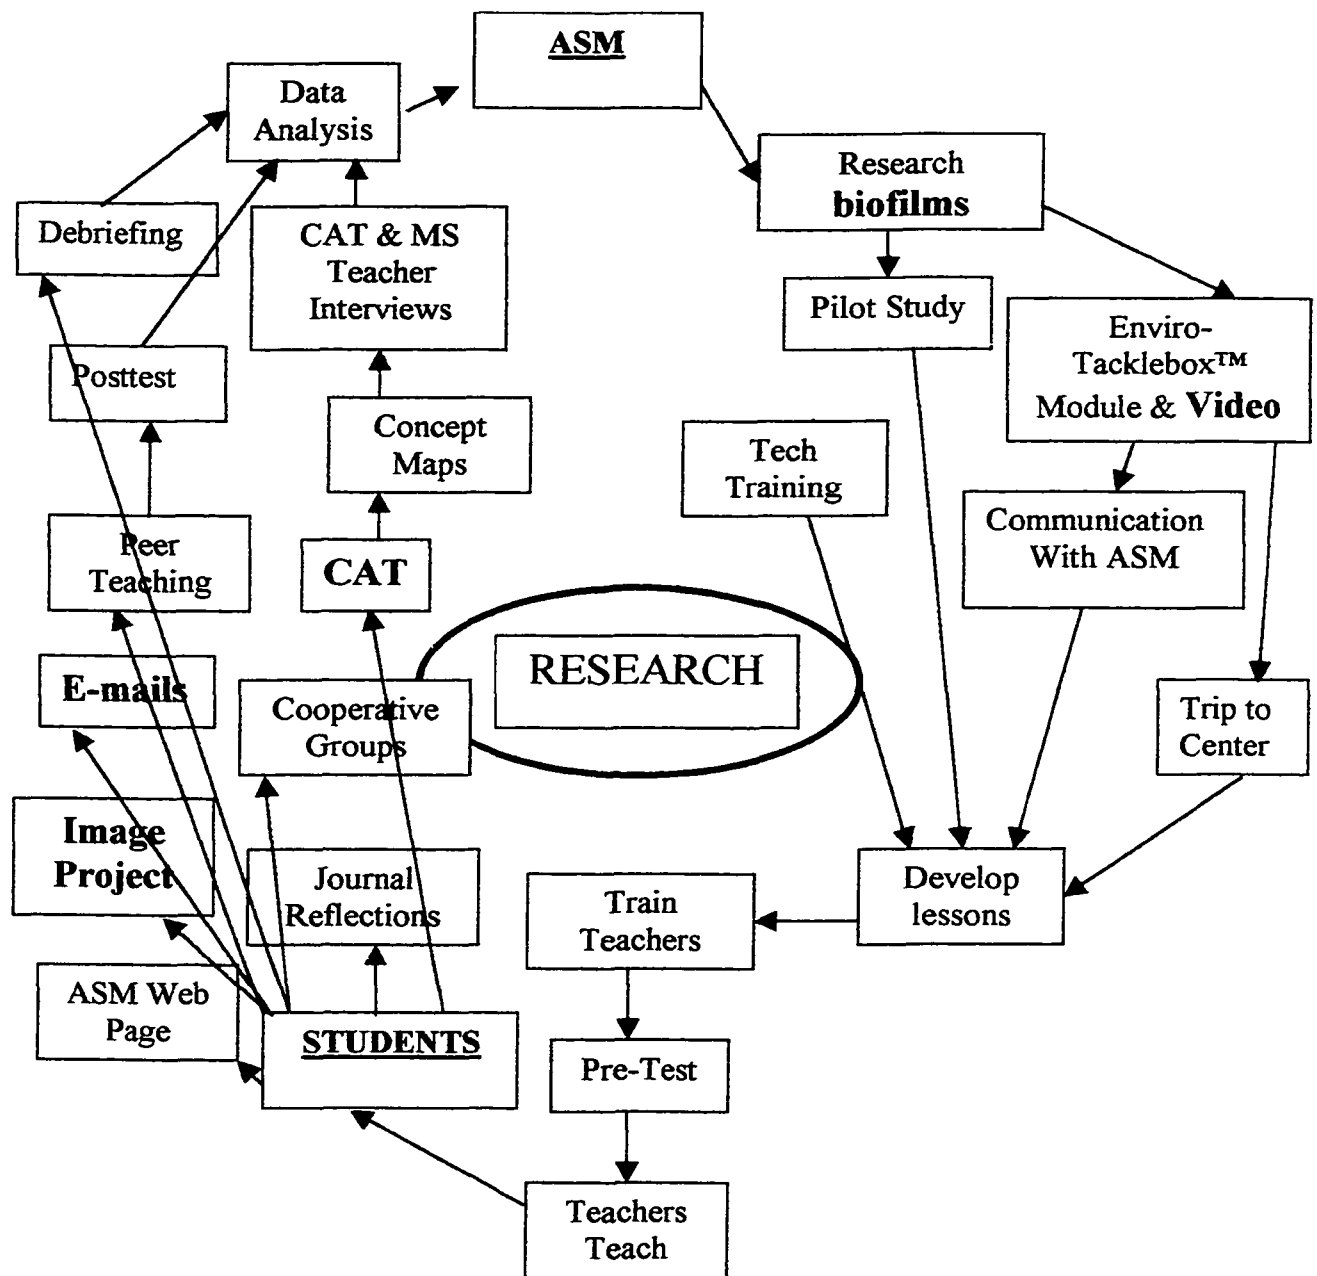 ASM
Data
Analysis
Research
biofilms
Debriefing
CAT & MS
Teacher
Interviews
Pilot Study
Enviro-
Tacklebox™
Module & Video
Posttest
Concept
Maps
Tech
Training
Communication
With ASM
Peer
Teaching
CAT
RESEARCH
E-mails
Cooperative
Groups
Trip to
Center
Image
Project
Journal
Reflections
Develop
lessons
Train
Teachers
ASM Web
Page
STUDENTS
Pre-Test
Teachers
Teach